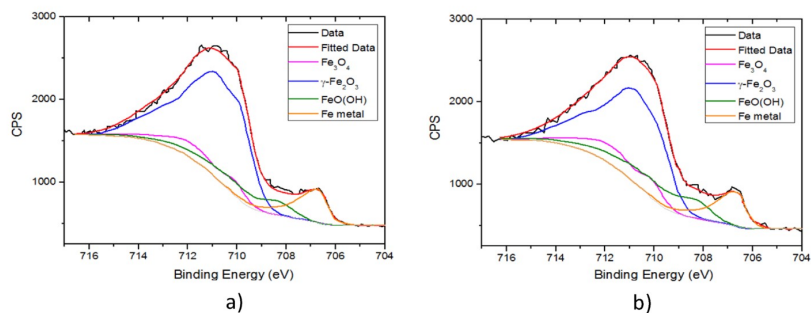 3000
2000
1000
CPS
716 714 712 710 708 706 704
Binding Energy (eV)
Data
Fitted Data
Fe₃O₄
γ-Fe₂O₃
FeO(OH)
Fe metal
a)
3000
2000
1000
CPS
716 714 712 710 708 706 704
Binding Energy (eV)
Data
Fitted Data
Fe₃O₄
γ-Fe₂O₃
FeO(OH)
Fe metal
b)